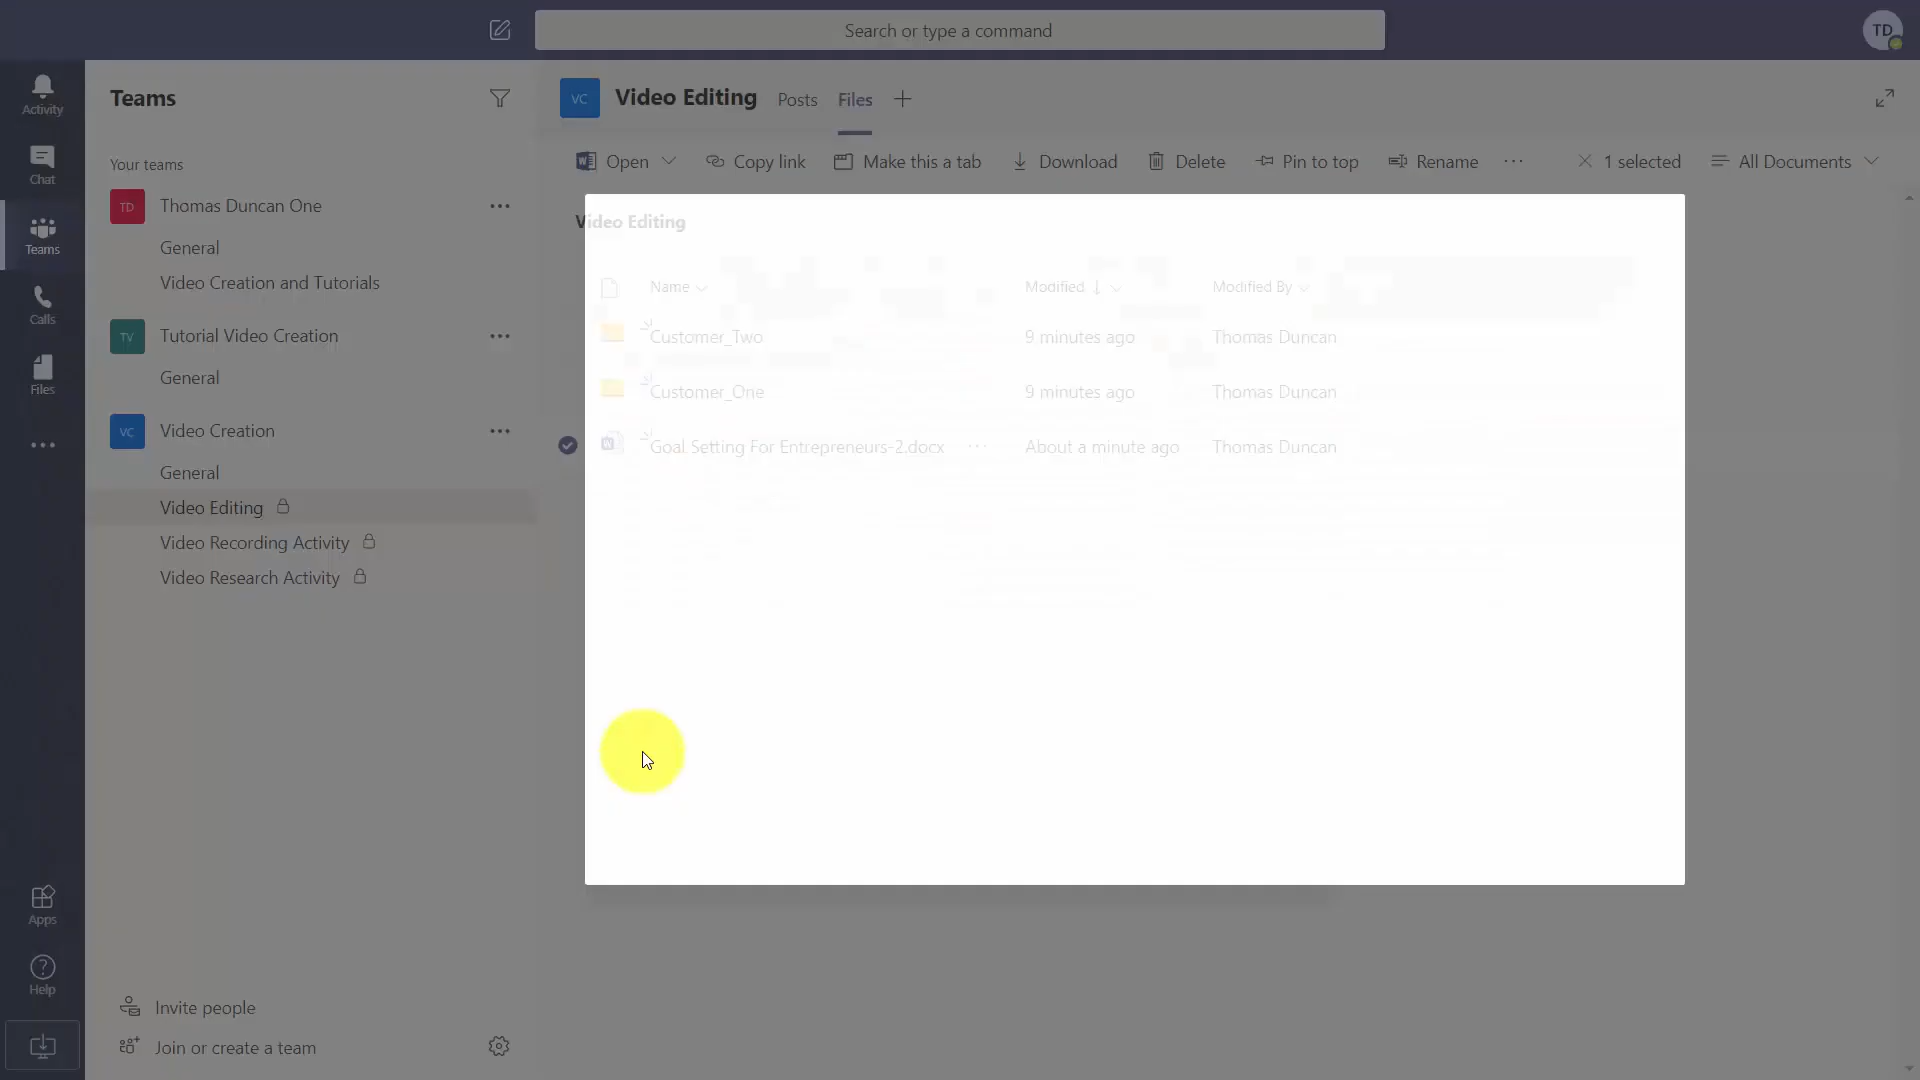 Search or type a command
TD
Activity
Chat
Teams
Calls
Files
Apps
Help
Teams
Your teams
TD Thomas Duncan One
General
Video Creation and Tutorials
TV Tutorial Video Creation
General
VC Video Creation
General
Video Editing
Video Recording Activity
Video Research Activity
Invite people
Join or create a team
VC Video Editing Posts Files
Open Copy link Make this a tab Download Delete Pin to top Rename 1 selected All Documents
Video Editing
Name Modified Modified By
Customer_Two 9 minutes ago Thomas Duncan
Customer_One 9 minutes ago Thomas Duncan
Goal Setting For Entrepreneurs-2.docx About a minute ago Thomas Duncan